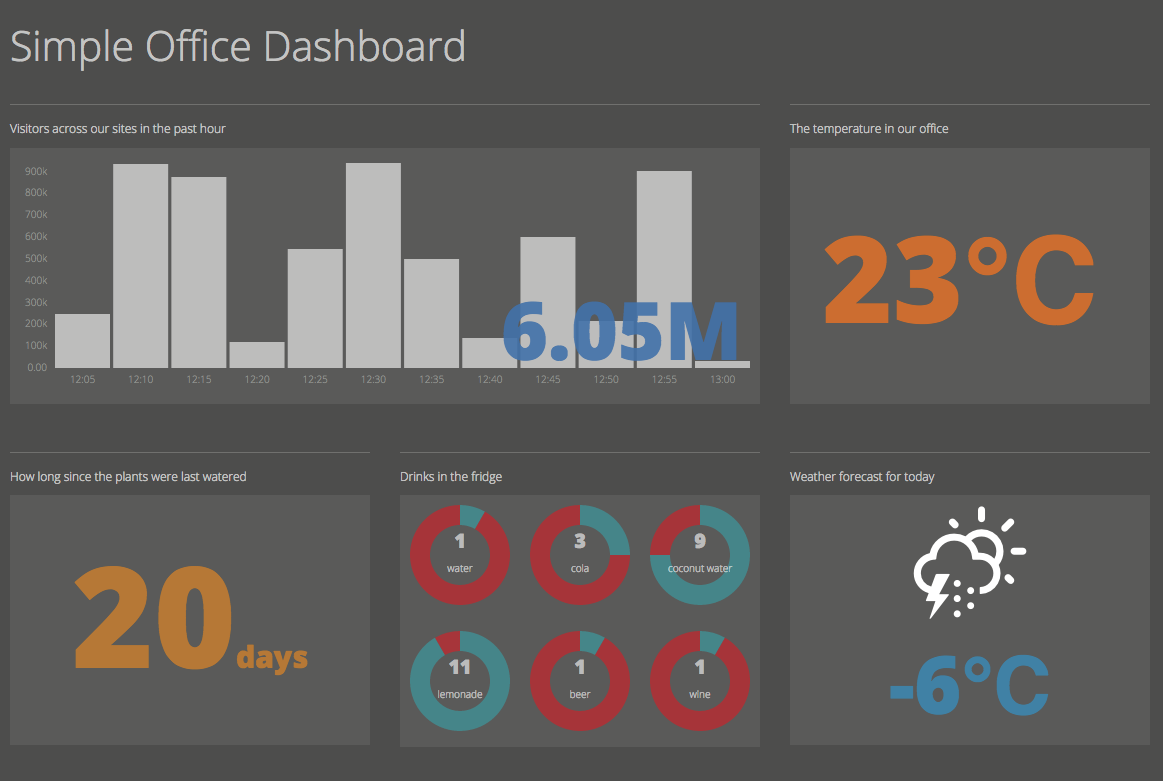 Simple Office Dashboard
Visitors across our sites in the past hour
900k
800k
700k
600k
500k
400k
300k
200k
100k
0.00
12:05 12:10 12:15 12:20 12:25 12:30 12:35 12:40 12:45 12:50 12:55 13:00
6.05M
The temperature in our office
23°C
How long since the plants were last watered
20 days
Drinks in the fridge
1 3 9
water cola coconut water
11 1 1
lemonade beer wine
Weather forecast for today
-6°C